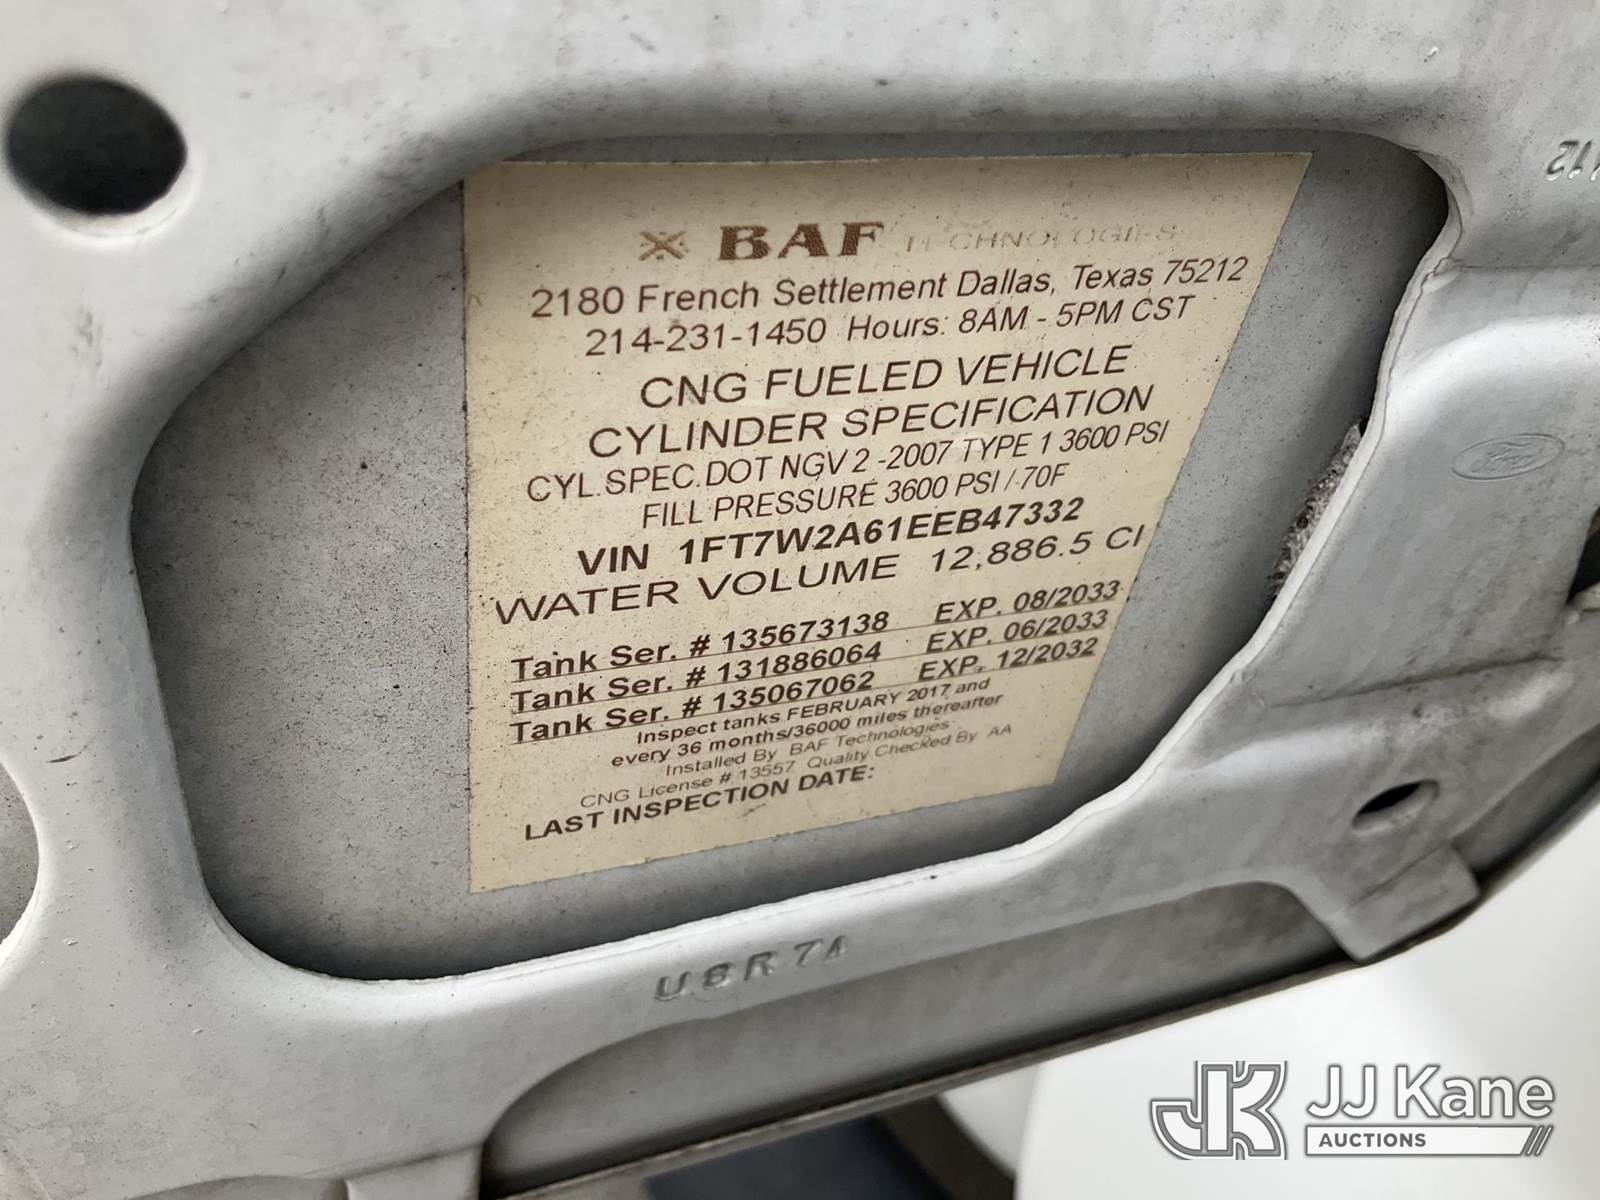 BAF TECHNOLOGIES
2180 French Settlement Dallas, Texas 75212
214-231-1450 Hours: 8AM - 5PM CST
CNG FUELED VEHICLE
CYLINDER SPECIFICATION
CYL.SPEC.DOT NGV 2 -2007 TYPE 1 3600 PSI
FILL PRESSURE 3600 PSI / 70F
VIN 1FT7W2A61EEB47332
WATER VOLUME 12,886.5 CI
Tank Ser. # 135673138 EXP. 08/2033
Tank Ser. # 131886064 EXP. 06/2033
Tank Ser. # 135067062 EXP. 12/2032
Inspect tanks FEBRUARY 2017 and
every 36 months/36000 miles thereafter
Installed By BAF Technologies
CNG License # 13557 Quality Checked By AA
LAST INSPECTION DATE:
Ford
U8R 74
JJ Kane
AUCTIONS